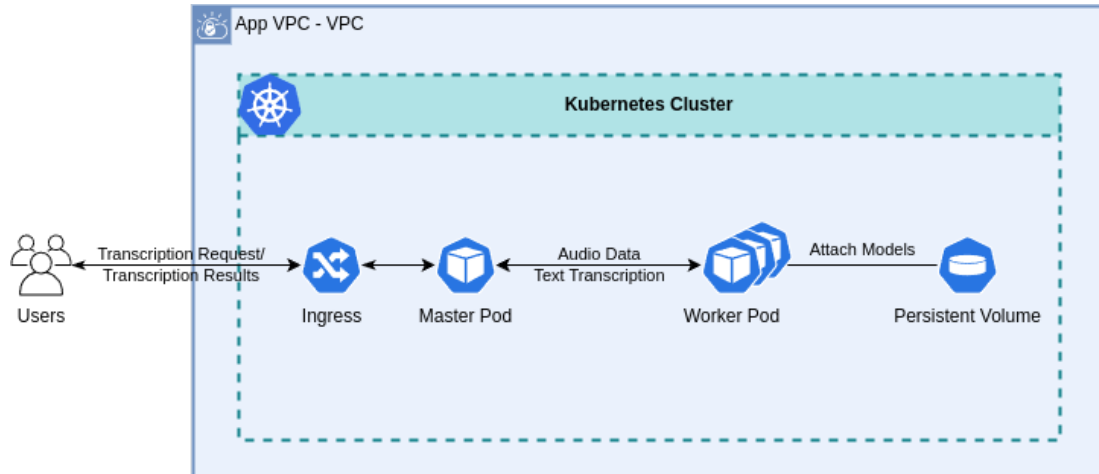 App VPC - VPC
Kubernetes Cluster
Transcription Request/
Transcription Results
Audio Data
Text Transcription
Attach Models
Users
Ingress
Master Pod
Worker Pod
Persistent Volume